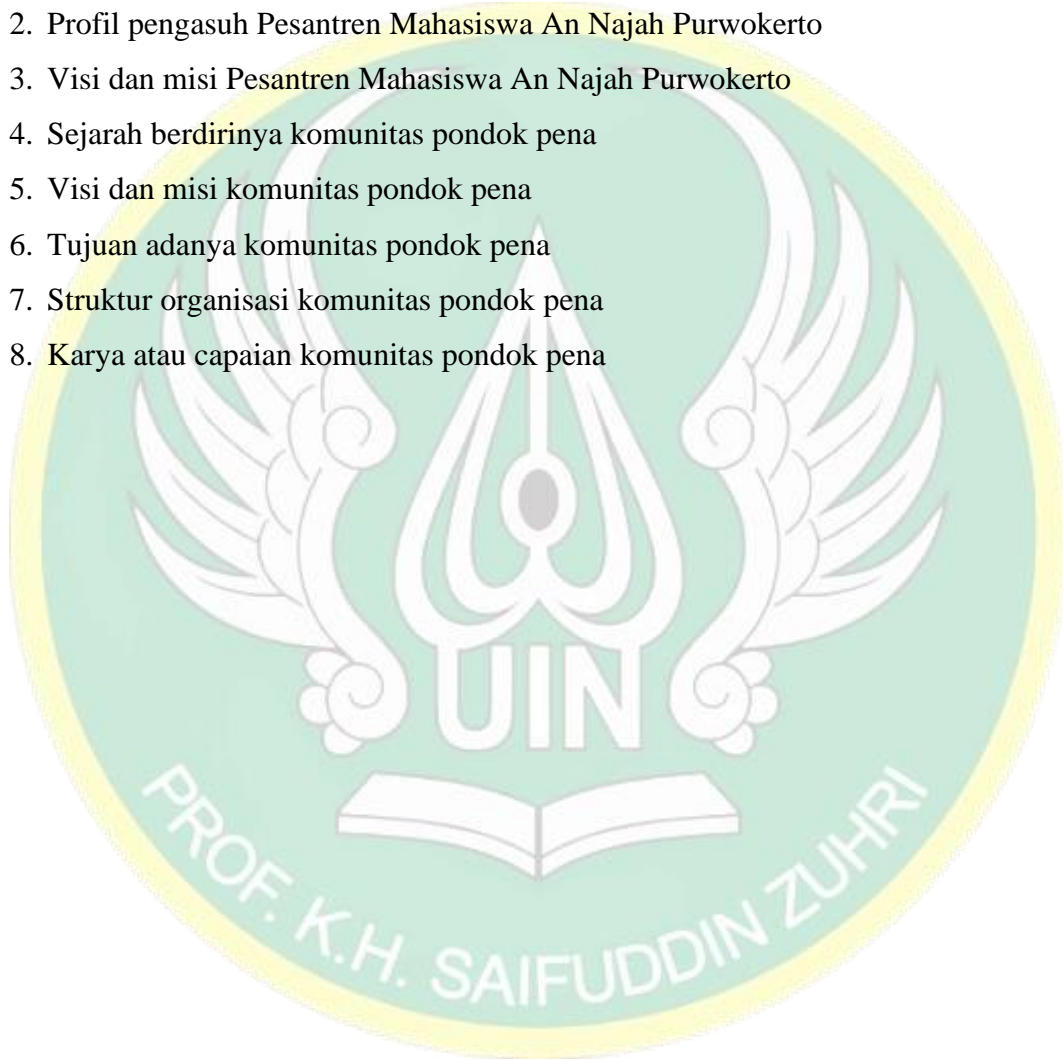 2. Profil pengasuh Pesantren Mahasiswa An Najah Purwokerto
3. Visi dan misi Pesantren Mahasiswa An Najah Purwokerto
4. Sejarah berdirinya komunitas pondok pena
5. Visi dan misi komunitas pondok pena
6. Tujuan adanya komunitas pondok pena
7. Struktur organisasi komunitas pondok pena
8. Karya atau capaian komunitas pondok pena
UIN
PROF. K.H. SAIFUDDIN ZUHRI